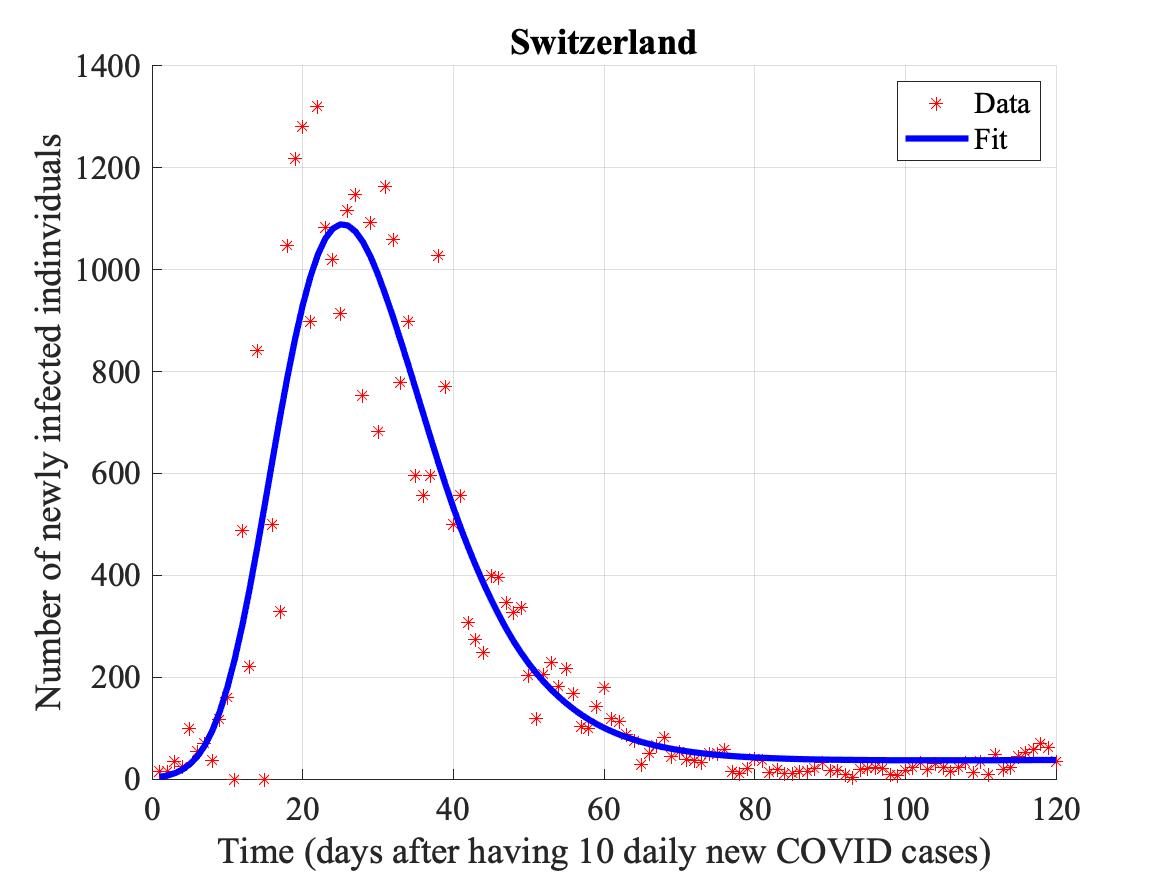 Switzerland
1400
1200
1000
800
600
400
200
0
Number of newly infected indinviduals
Data
Fit
0 20 40 60 80 100 120
Time (days after having 10 daily new COVID cases)